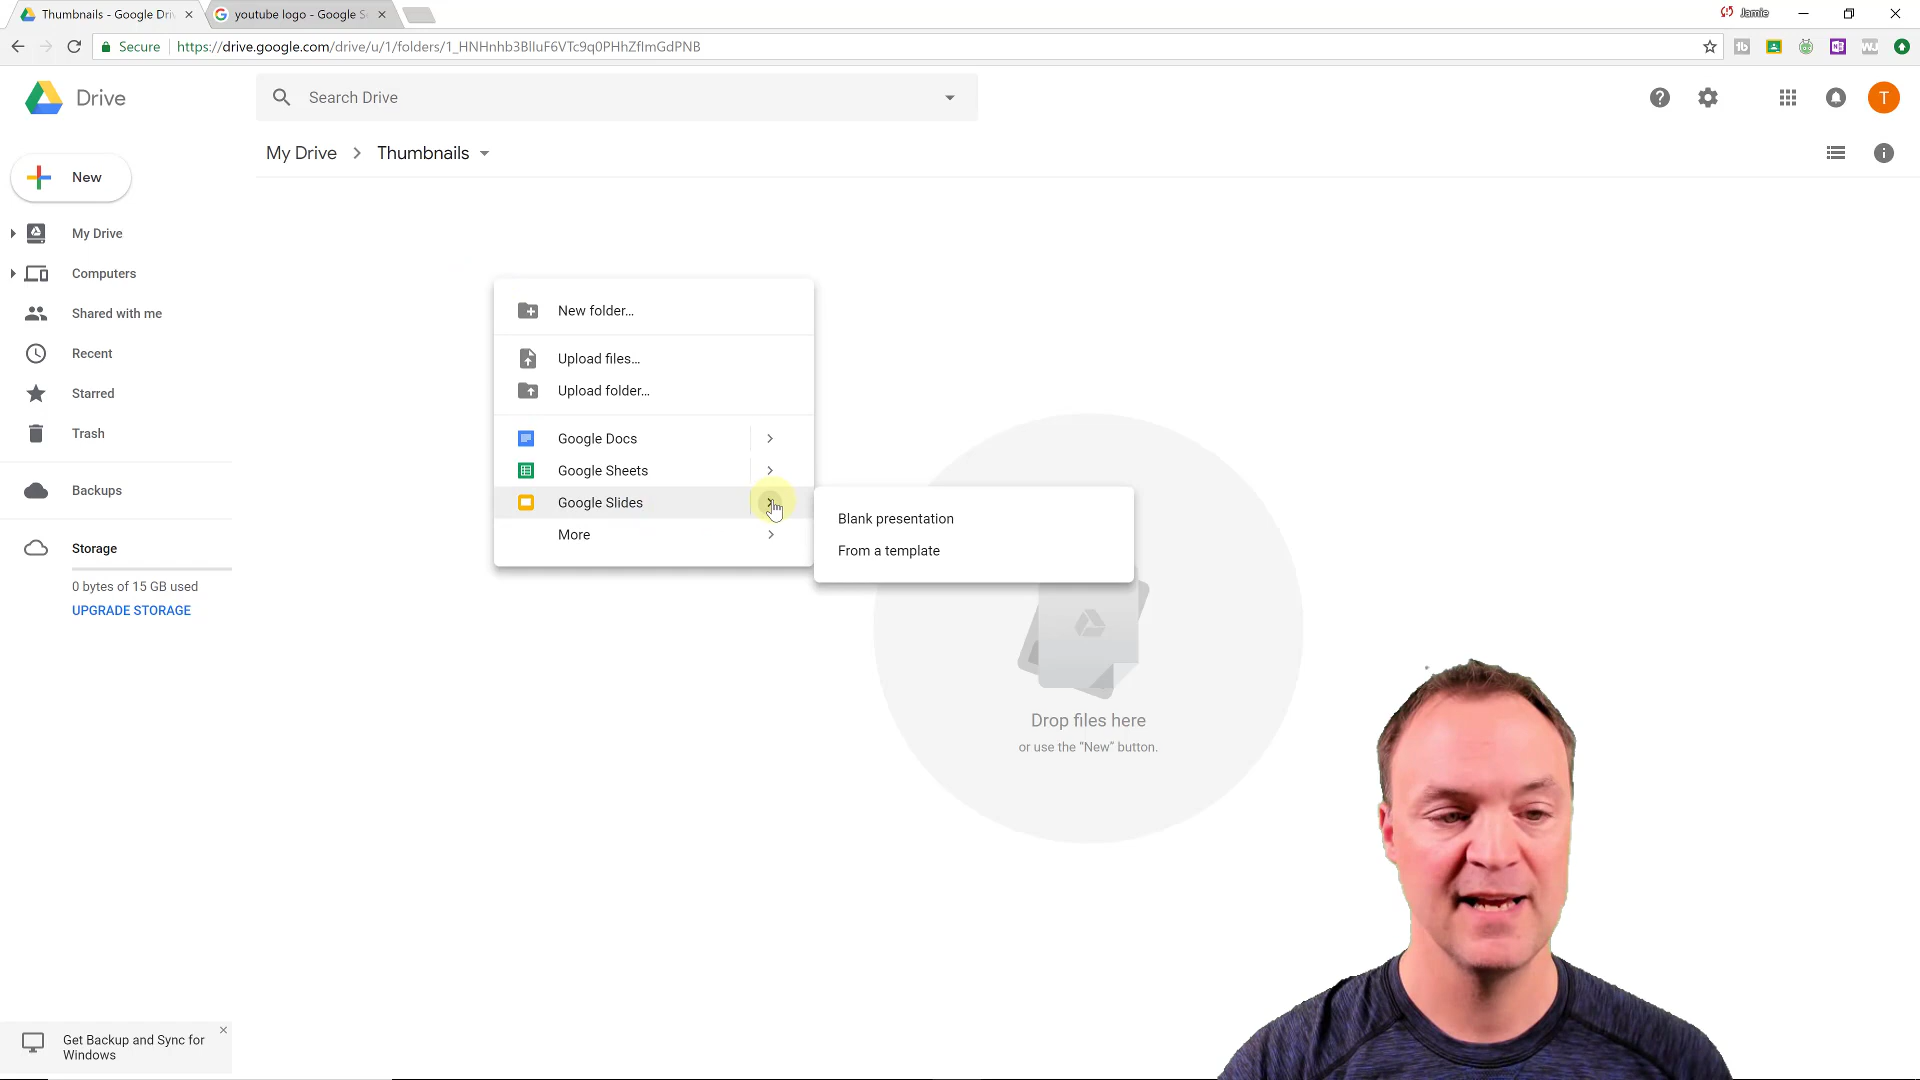 Thumbnails - Google Dri
youtube logo - Google S
Jamie
Secure
https://drive.google.com/drive/u/1/folders/1_HNHnhb3BlluF6VTc9q0PHhZflmGdPNB
Drive
Search Drive
T
My Drive
Thumbnails
New
My Drive
Computers
Shared with me
Recent
Starred
Trash
Backups
Storage
0 bytes of 15 GB used
UPGRADE STORAGE
New folder...
Upload files...
Upload folder...
Google Docs
Google Sheets
Google Slides
More
Blank presentation
From a template
Drop files here
or use the "New" button.
Get Backup and Sync for
Windows